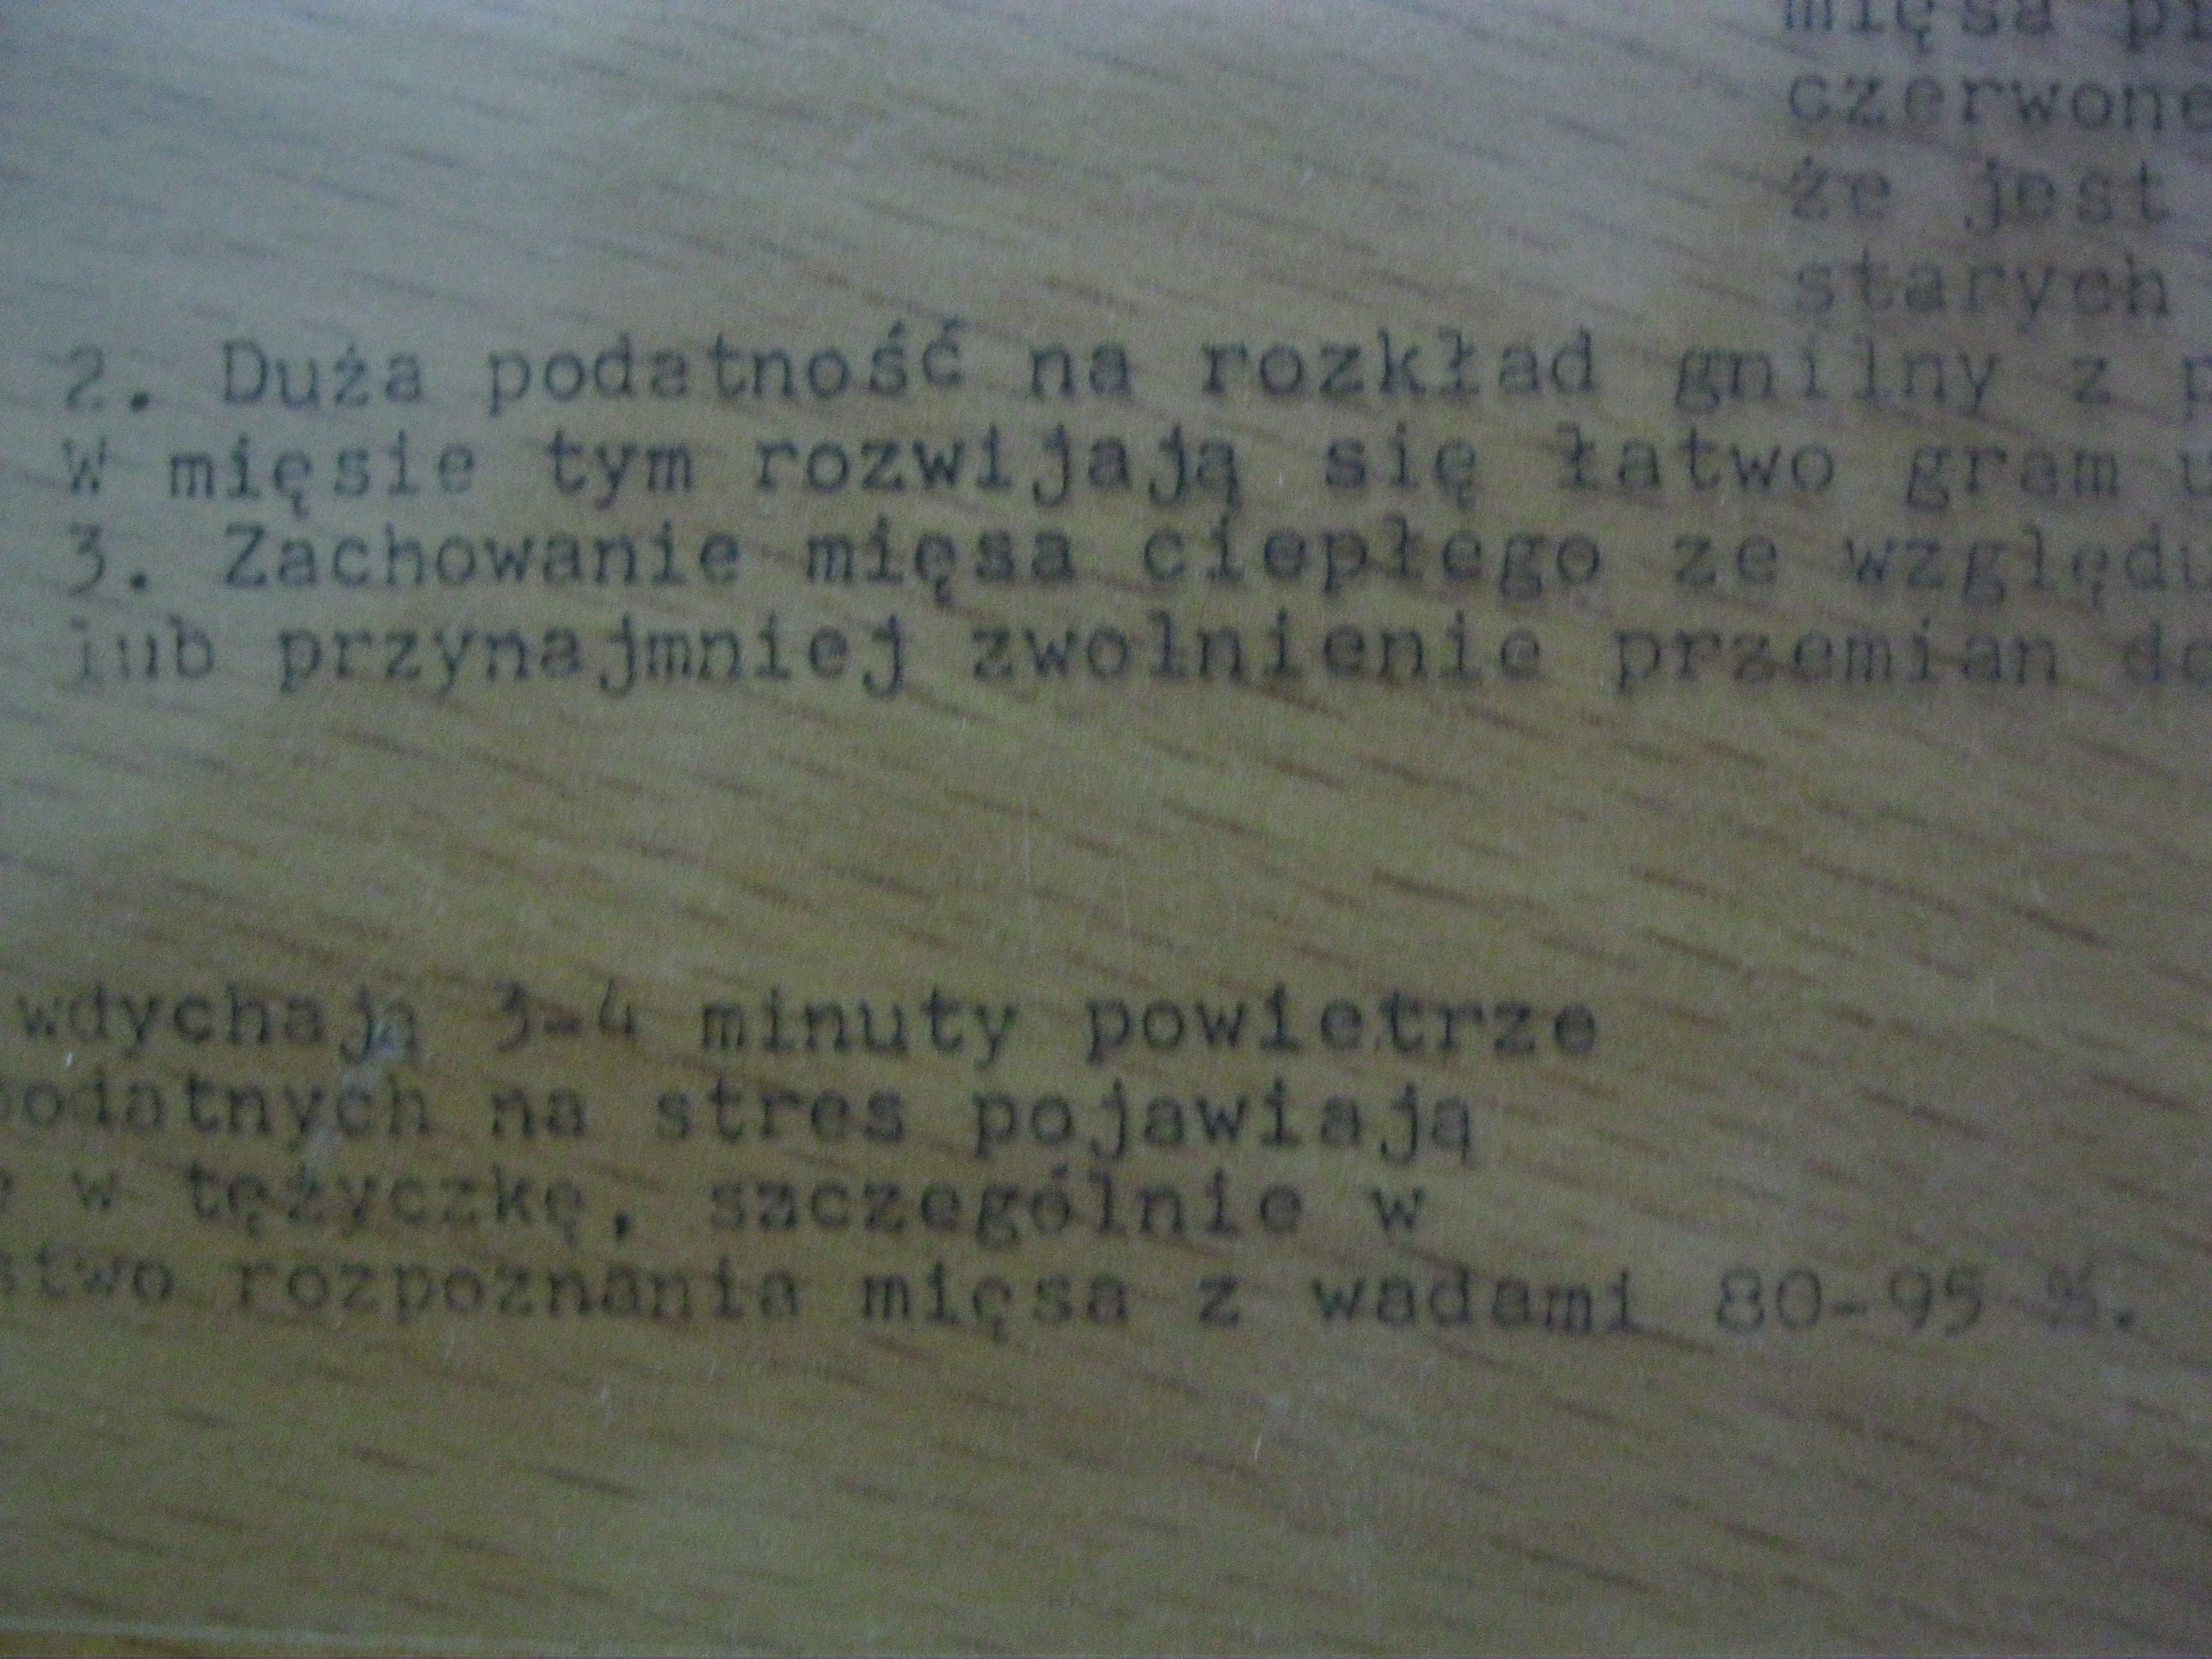 mięsa
czerwone
że jest
starych
2. Duża podatność na rozkład gnilny z
W mięsie tym rozwijają się łatwo gram
3. Zachowanie mięsa ciepłego ze względu
lub przynajmniej zwolnienie przemian
wdychają 3-4 minuty powietrze
podatnych na stres pojawiają
w tężyczkę, szczególnie w
rozpoznania mięsa z wadami 80-95 %.